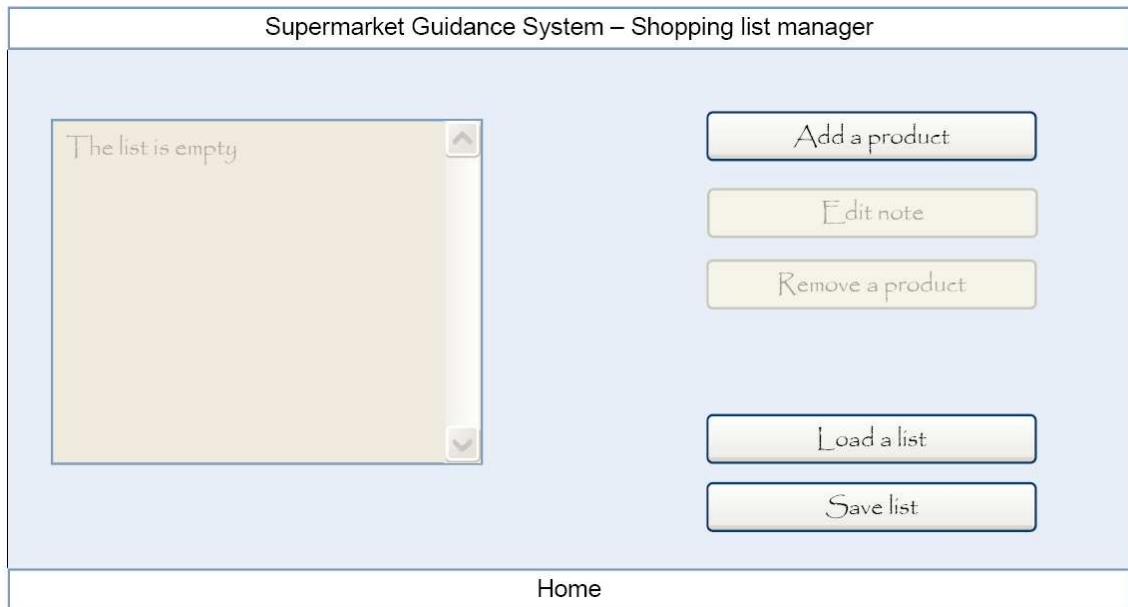 Supermarket Guidance System – Shopping list manager
The list is empty
Add a product
Edit note
Remove a product
Load a list
Save list
Home